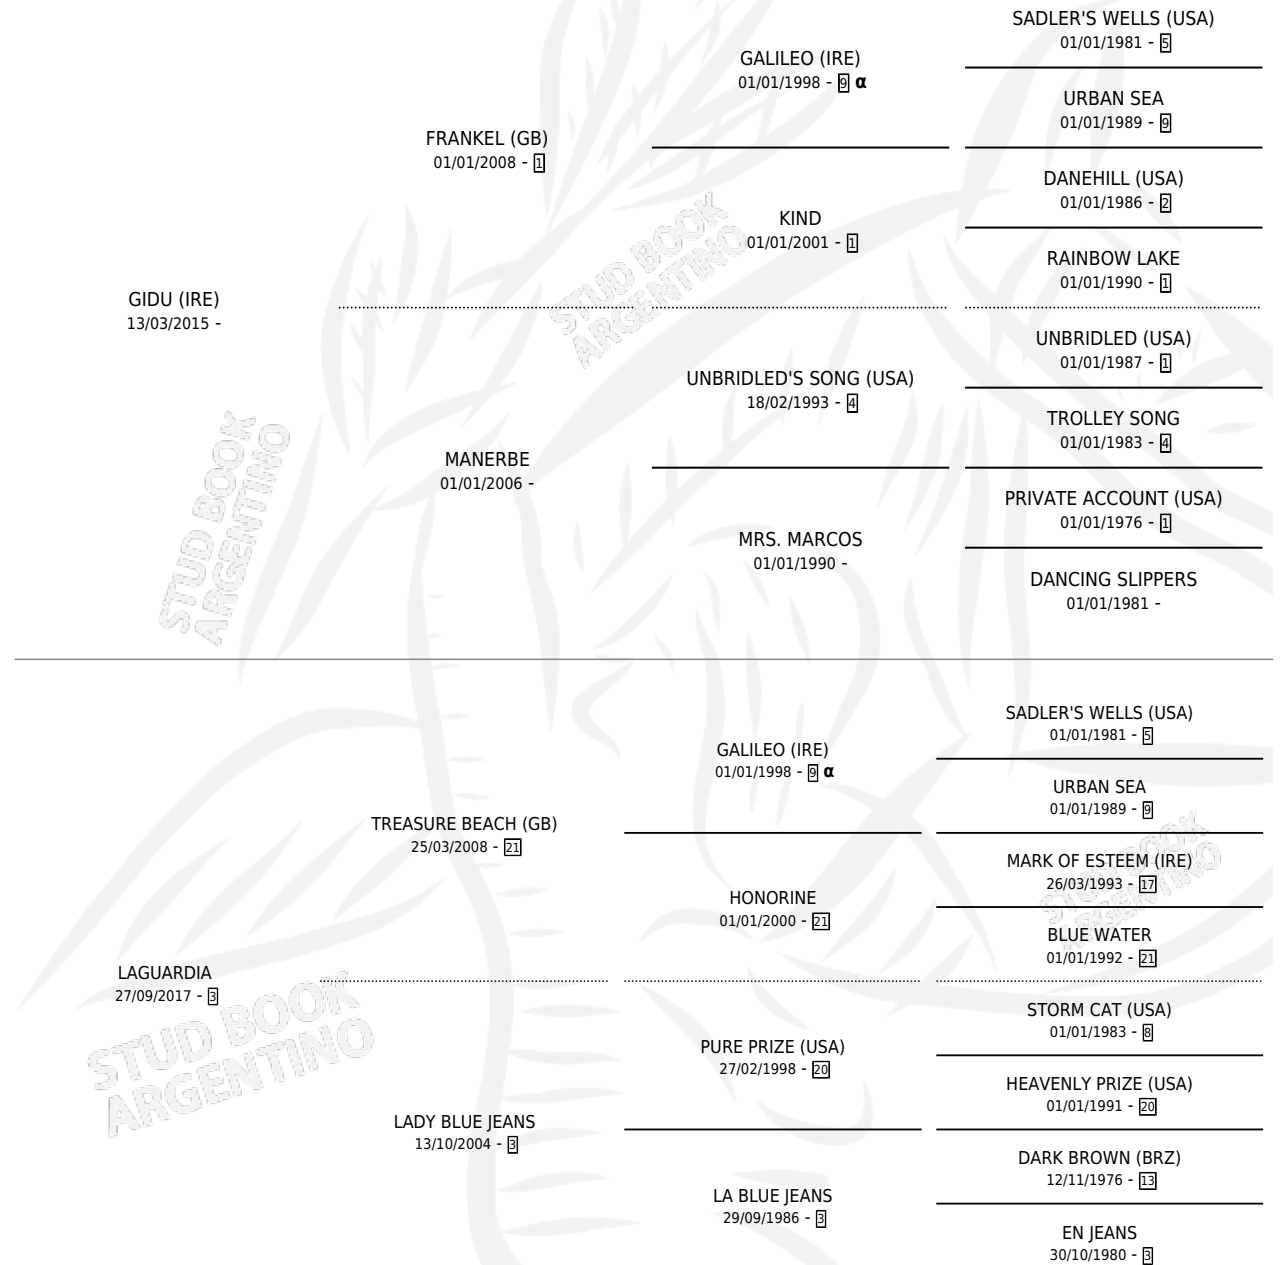 SADLER'S WELLS (USA)
01/01/1981 - 5
GALILEO (IRE)
01/01/1998 - 9 α
URBAN SEA
01/01/1989 - 9
FRANKEL (GB)
01/01/2008 - 1
DANEHILL (USA)
01/01/1986 - 2
KIND
01/01/2001 - 1
RAINBOW LAKE
01/01/1990 - 1
GIDU (IRE)
13/03/2015 -
UNBRIDLED (USA)
01/01/1987 - 1
UNBRIDLED'S SONG (USA)
18/02/1993 - 4
TROLLEY SONG
01/01/1983 - 4
MANERBE
01/01/2006 -
PRIVATE ACCOUNT (USA)
01/01/1976 - 1
MRS. MARCOS
01/01/1990 -
DANCING SLIPPERS
01/01/1981 -
STUD BOOK
ARGENTINO
STUD BOOK
ARGENTINO
SADLER'S WELLS (USA)
01/01/1981 - 5
GALILEO (IRE)
01/01/1998 - 9 α
URBAN SEA
01/01/1989 - 9
TREASURE BEACH (GB)
25/03/2008 - 21
MARK OF ESTEEM (IRE)
26/03/1993 - 17
HONORINE
01/01/2000 - 21
BLUE WATER
01/01/1992 - 21
LAGUARDIA
27/09/2017 - 3
STORM CAT (USA)
01/01/1983 - 8
PURE PRIZE (USA)
27/02/1998 - 20
HEAVENLY PRIZE (USA)
01/01/1991 - 20
LADY BLUE JEANS
13/10/2004 - 3
DARK BROWN (BRZ)
12/11/1976 - 13
LA BLUE JEANS
29/09/1986 - 3
EN JEANS
30/10/1980 - 3
STUD BOOK
ARGENTINO
STUD BOOK
ARGENTINO